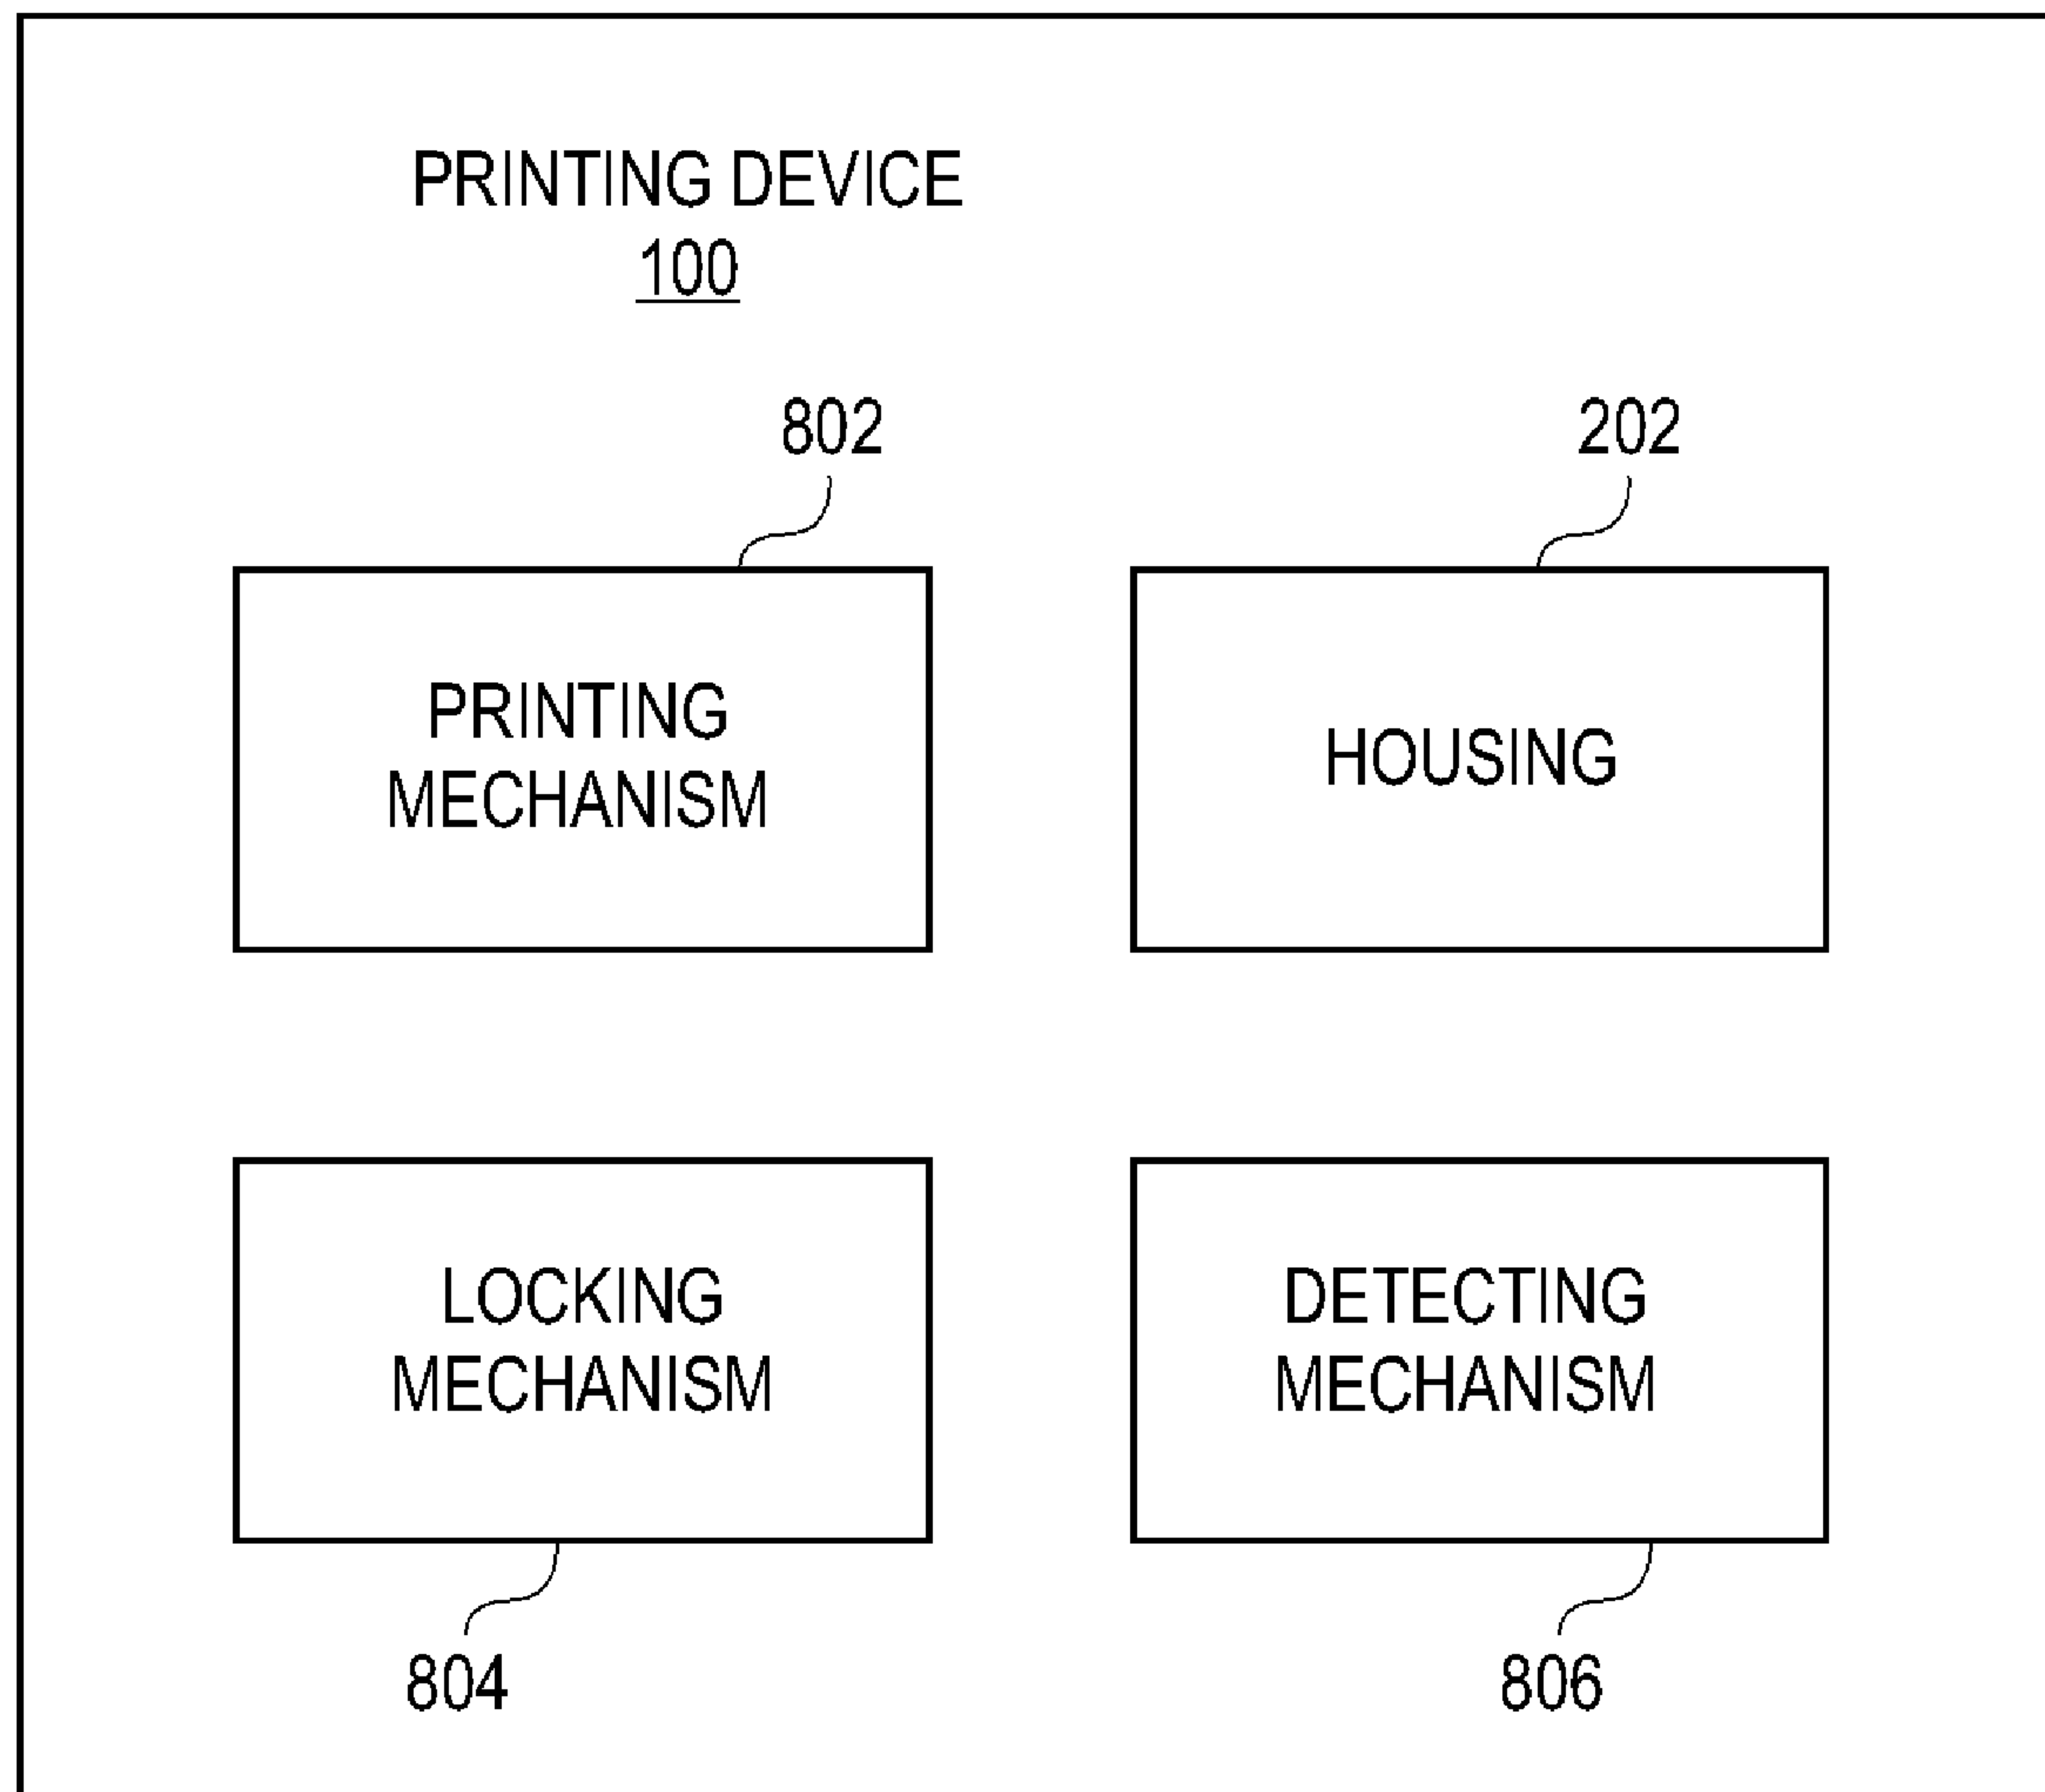 PRINTING DEVICE
100
802
202
PRINTING
MECHANISM
HOUSING
LOCKING
MECHANISM
DETECTING
MECHANISM
804
806